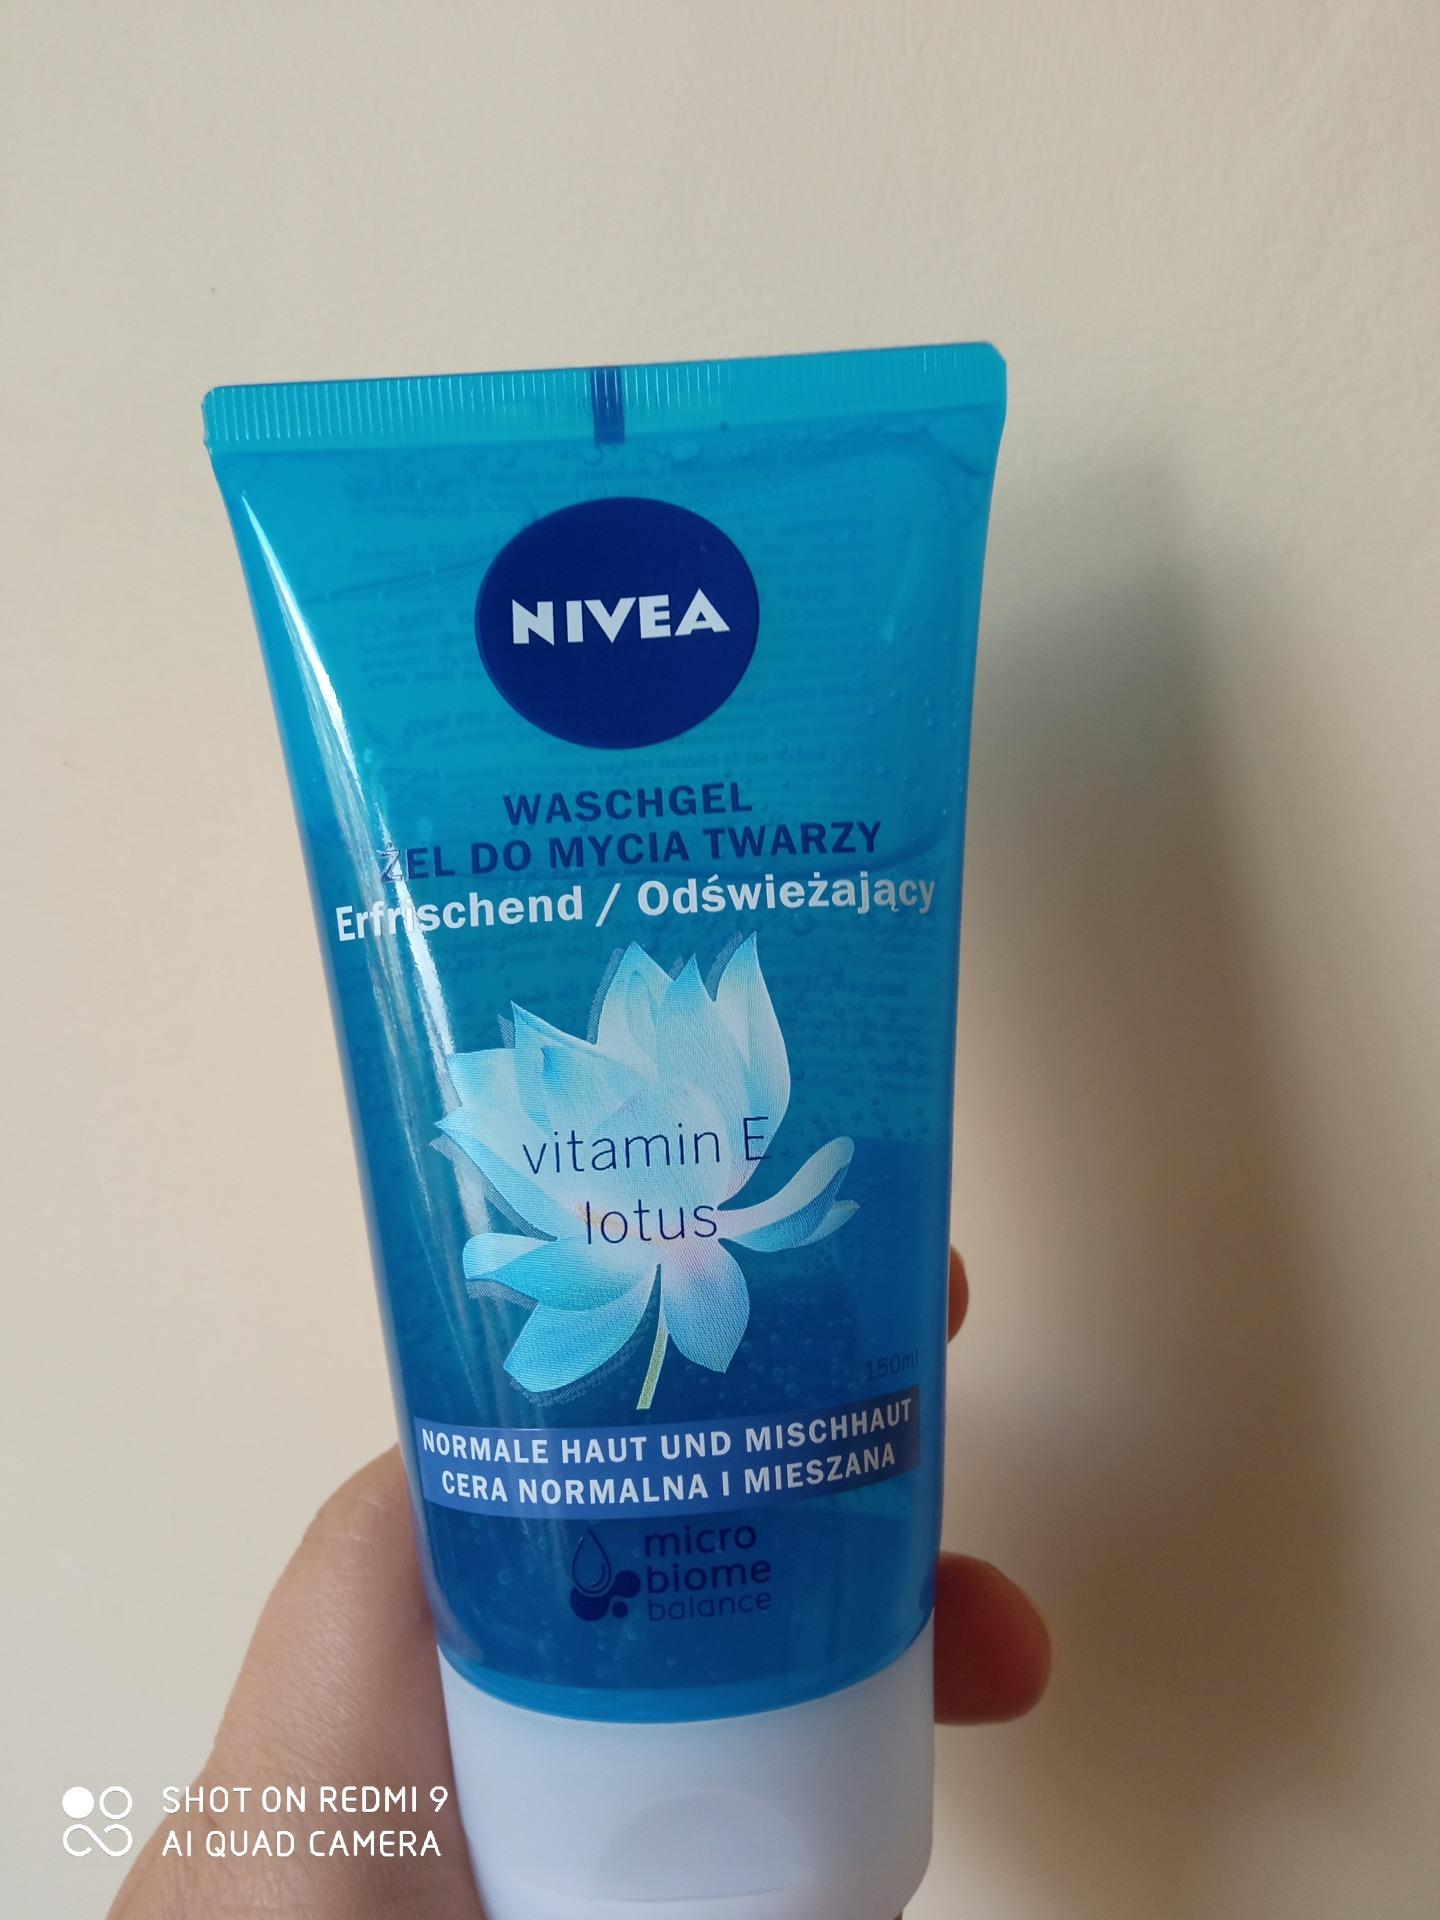 NIVEA
WASCHGEL
ŻEL DO MYCIA TWARZY
Erfrischend / Odświeżający
vitamin E
lotus
150ml
NORMALE HAUT UND MISCHHAUT
CERA NORMALNA I MIESZANA
micro
biome
balance
SHOT ON REDMI 9
AI QUAD CAMERA